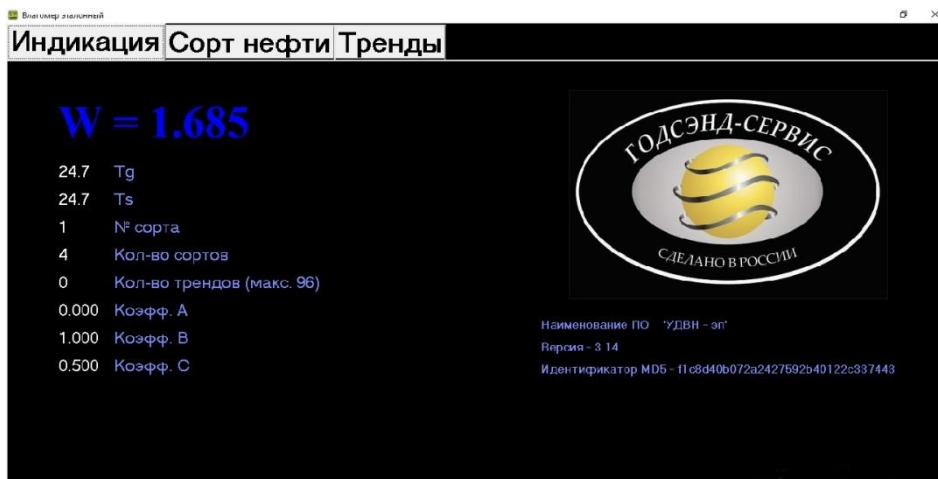 Влагомер эталонный
Индикация Сорт нефти Тренды
W = 1.685
24.7 Tg
24.7 Ts
1 № сорта
4 Кол-во сортов
0 Кол-во трендов (макс. 96)
0.000 Коэфф. A
1.000 Коэфф. B
0.500 Коэфф. C
ГОДСЭНД-СЕРВИС
СДЕЛАНО В РОССИИ
Наименование ПО 'УДВН - эп'
Версия - 3.14
Идентификатор MD5 - f1c8d40b072a2427592b40122c337443